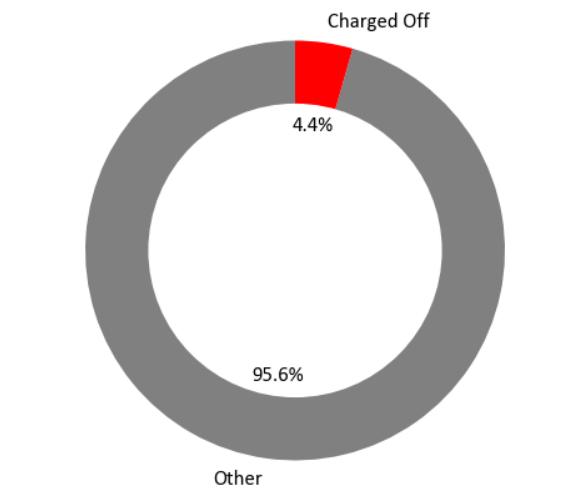 Charged Off
4.4%
95.6%
Other